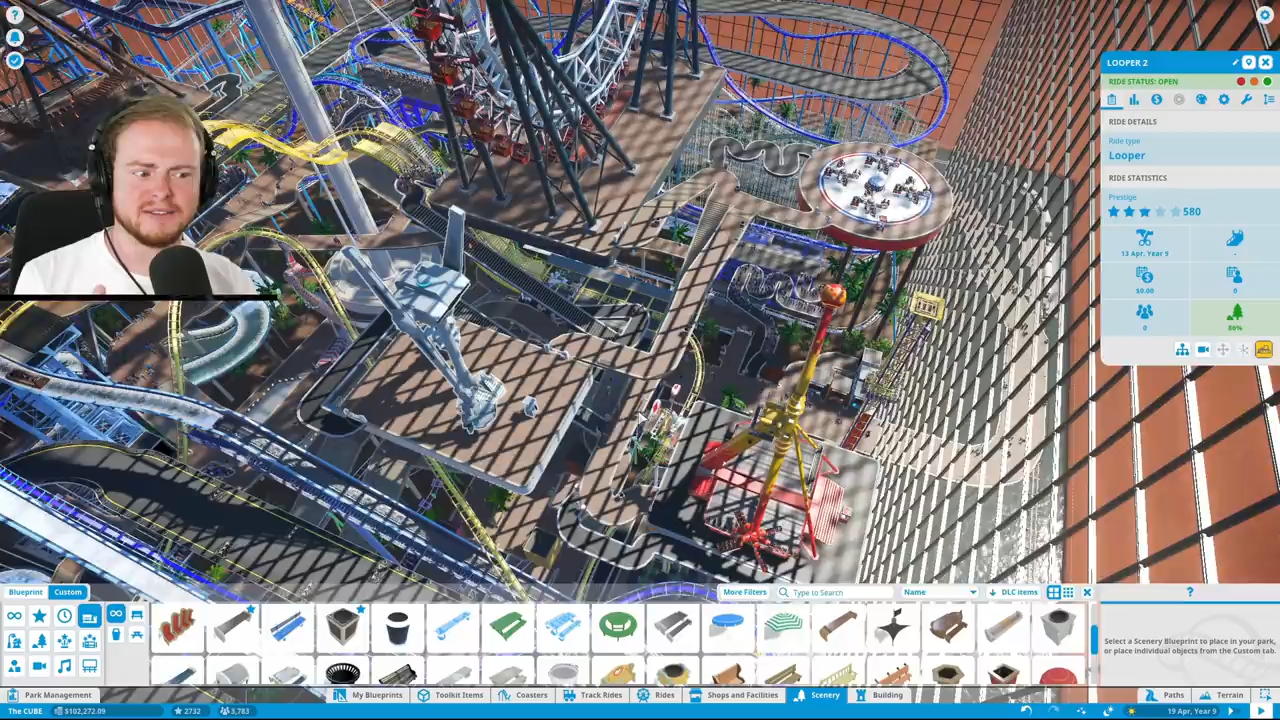 LOOPER 2
RIDE STATUS: OPEN
RIDE DETAILS
Ride type
Looper
RIDE STATISTICS
Prestige
580
13 Apr, Year 9
-
$0.00
0
0
86%
Blueprint
Custom
More Filters
Type to Search
Name
DLC items
?
Select a Scenery Blueprint to place in your park,
or place individual objects from the Custom tab.
Park Management
My Blueprints
Toolkit Items
Coasters
Track Rides
Rides
Shops and Facilities
Scenery
Building
Paths
Terrain
The CUBE
$102,272.09
2732
3,783
19 Apr, Year 9